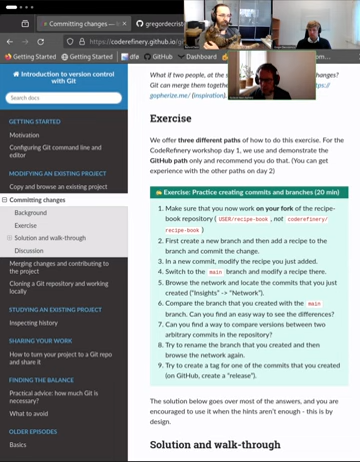 Committing changes —
gregordecristi
https://coderefinery.github.io/gi
Getting Started
Getting Started
dfø
GitHub
Dashboard
Introduction to version control
with Git
Search docs
GETTING STARTED
Motivation
Configuring Git command line and
editor
MODIFYING AN EXISTING PROJECT
Copy and browse an existing project
Committing changes
Background
Exercise
Solution and walk-through
Discussion
Merging changes and contributing to
the project
Cloning a Git repository and working
locally
STUDYING AN EXISTING PROJECT
Inspecting history
SHARING YOUR WORK
How to turn your project to a Git repo
and share it
FINDING THE BALANCE
Practical advice: how much Git is
necessary?
What to avoid
OLDER EPISODES
Basics
What if two people, at the
hanges?
Git can merge them togethe
ps://
gopherize.me/ (inspiration).
Exercise
We offer three different paths of how to do this exercise. For the
CodeRefinery workshop day 1, we use and demonstrate the
GitHub path only and recommend you do that. (You can get
experience with the other paths on day 2)
Exercise: Practice creating commits and branches (20 min)
1. Make sure that you now work on your fork of the recipe-
book repository ( USER/recipe-book , not coderefinery/
recipe-book )
2. First create a new branch and then add a recipe to the
branch and commit the change.
3. In a new commit, modify the recipe you just added.
4. Switch to the main branch and modify a recipe there.
5. Browse the network and locate the commits that you just
created ("Insights" -> "Network").
6. Compare the branch that you created with the main
branch. Can you find an easy way to see the differences?
7. Can you find a way to compare versions between two
arbitrary commits in the repository?
8. Try to rename the branch that you created and then
browse the network again.
9. Try to create a tag for one of the commits that you created
(on GitHub, create a "release").
The solution below goes over most of the answers, and you are
encouraged to use it when the hints aren't enough - this is by
design.
Solution and walk-through